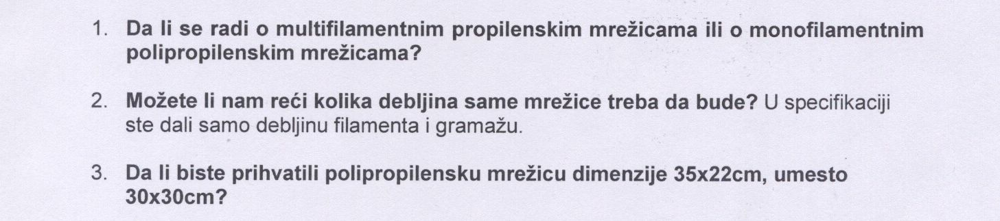 1. Da li se radi o multifilamentnim propilenskim mrežicama ili o monofilamentnim
polipropilenskim mrežicama?
2. Možete li nam reći kolika debljina same mrežice treba da bude? U specifikaciji
ste dali samo debljinu filamenta i gramažu.
3. Da li biste prihvatili polipropilensku mrežicu dimenzije 35x22cm, umesto
30x30cm?